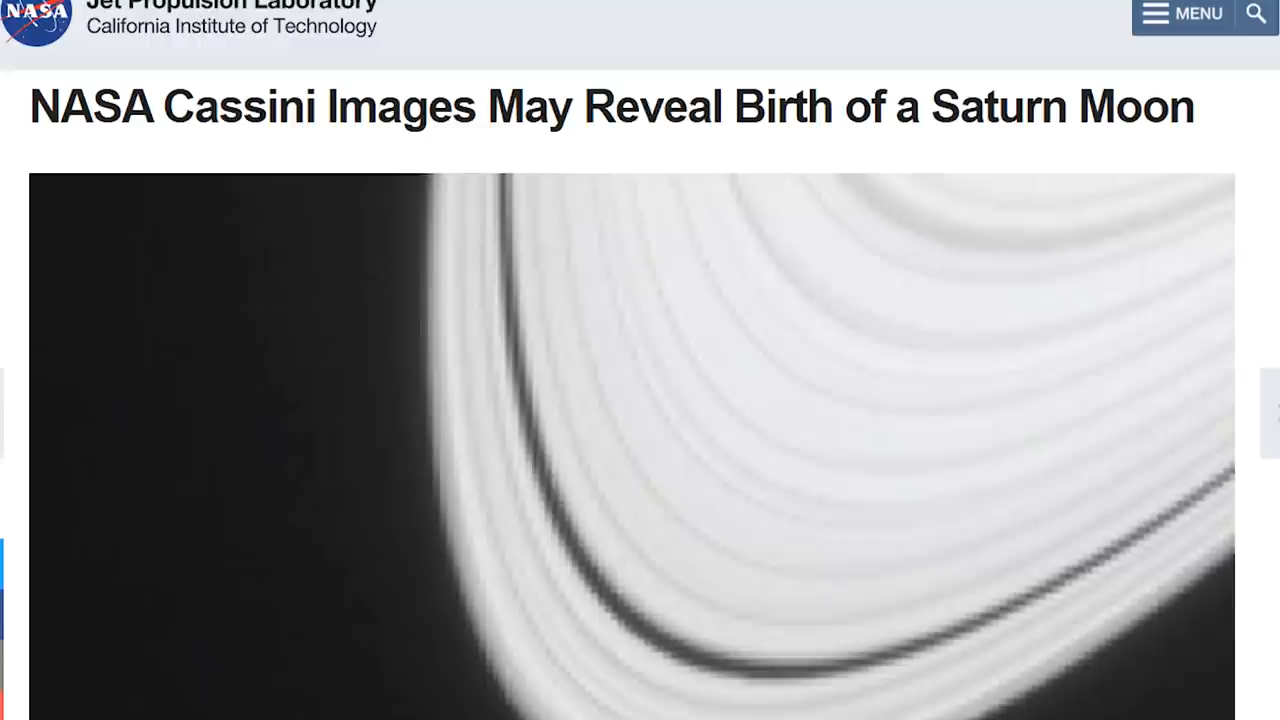 NASA
Jet Propulsion Laboratory
California Institute of Technology
MENU
NASA Cassini Images May Reveal Birth of a Saturn Moon